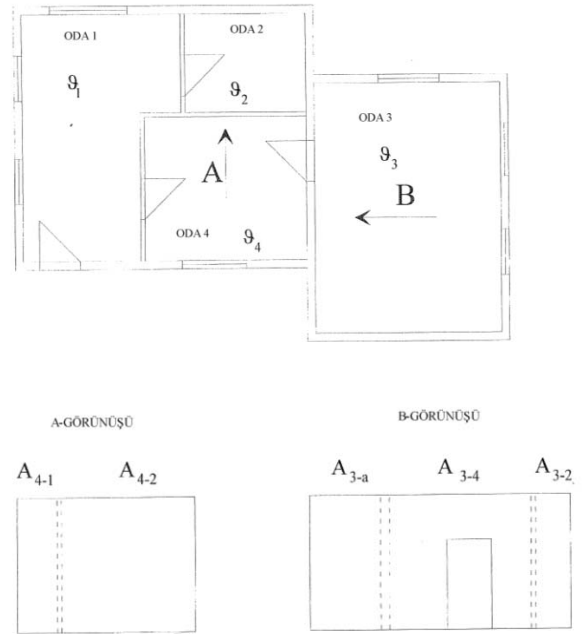 ODA 1
ODA 2
ϑ1
ϑ2
ODA 3
ϑ3
A
B
ODA 4
ϑ4
A-GÖRÜNÜŞÜ
B-GÖRÜNÜŞÜ
A4-1
A4-2
A3-a
A3-4
A3-2